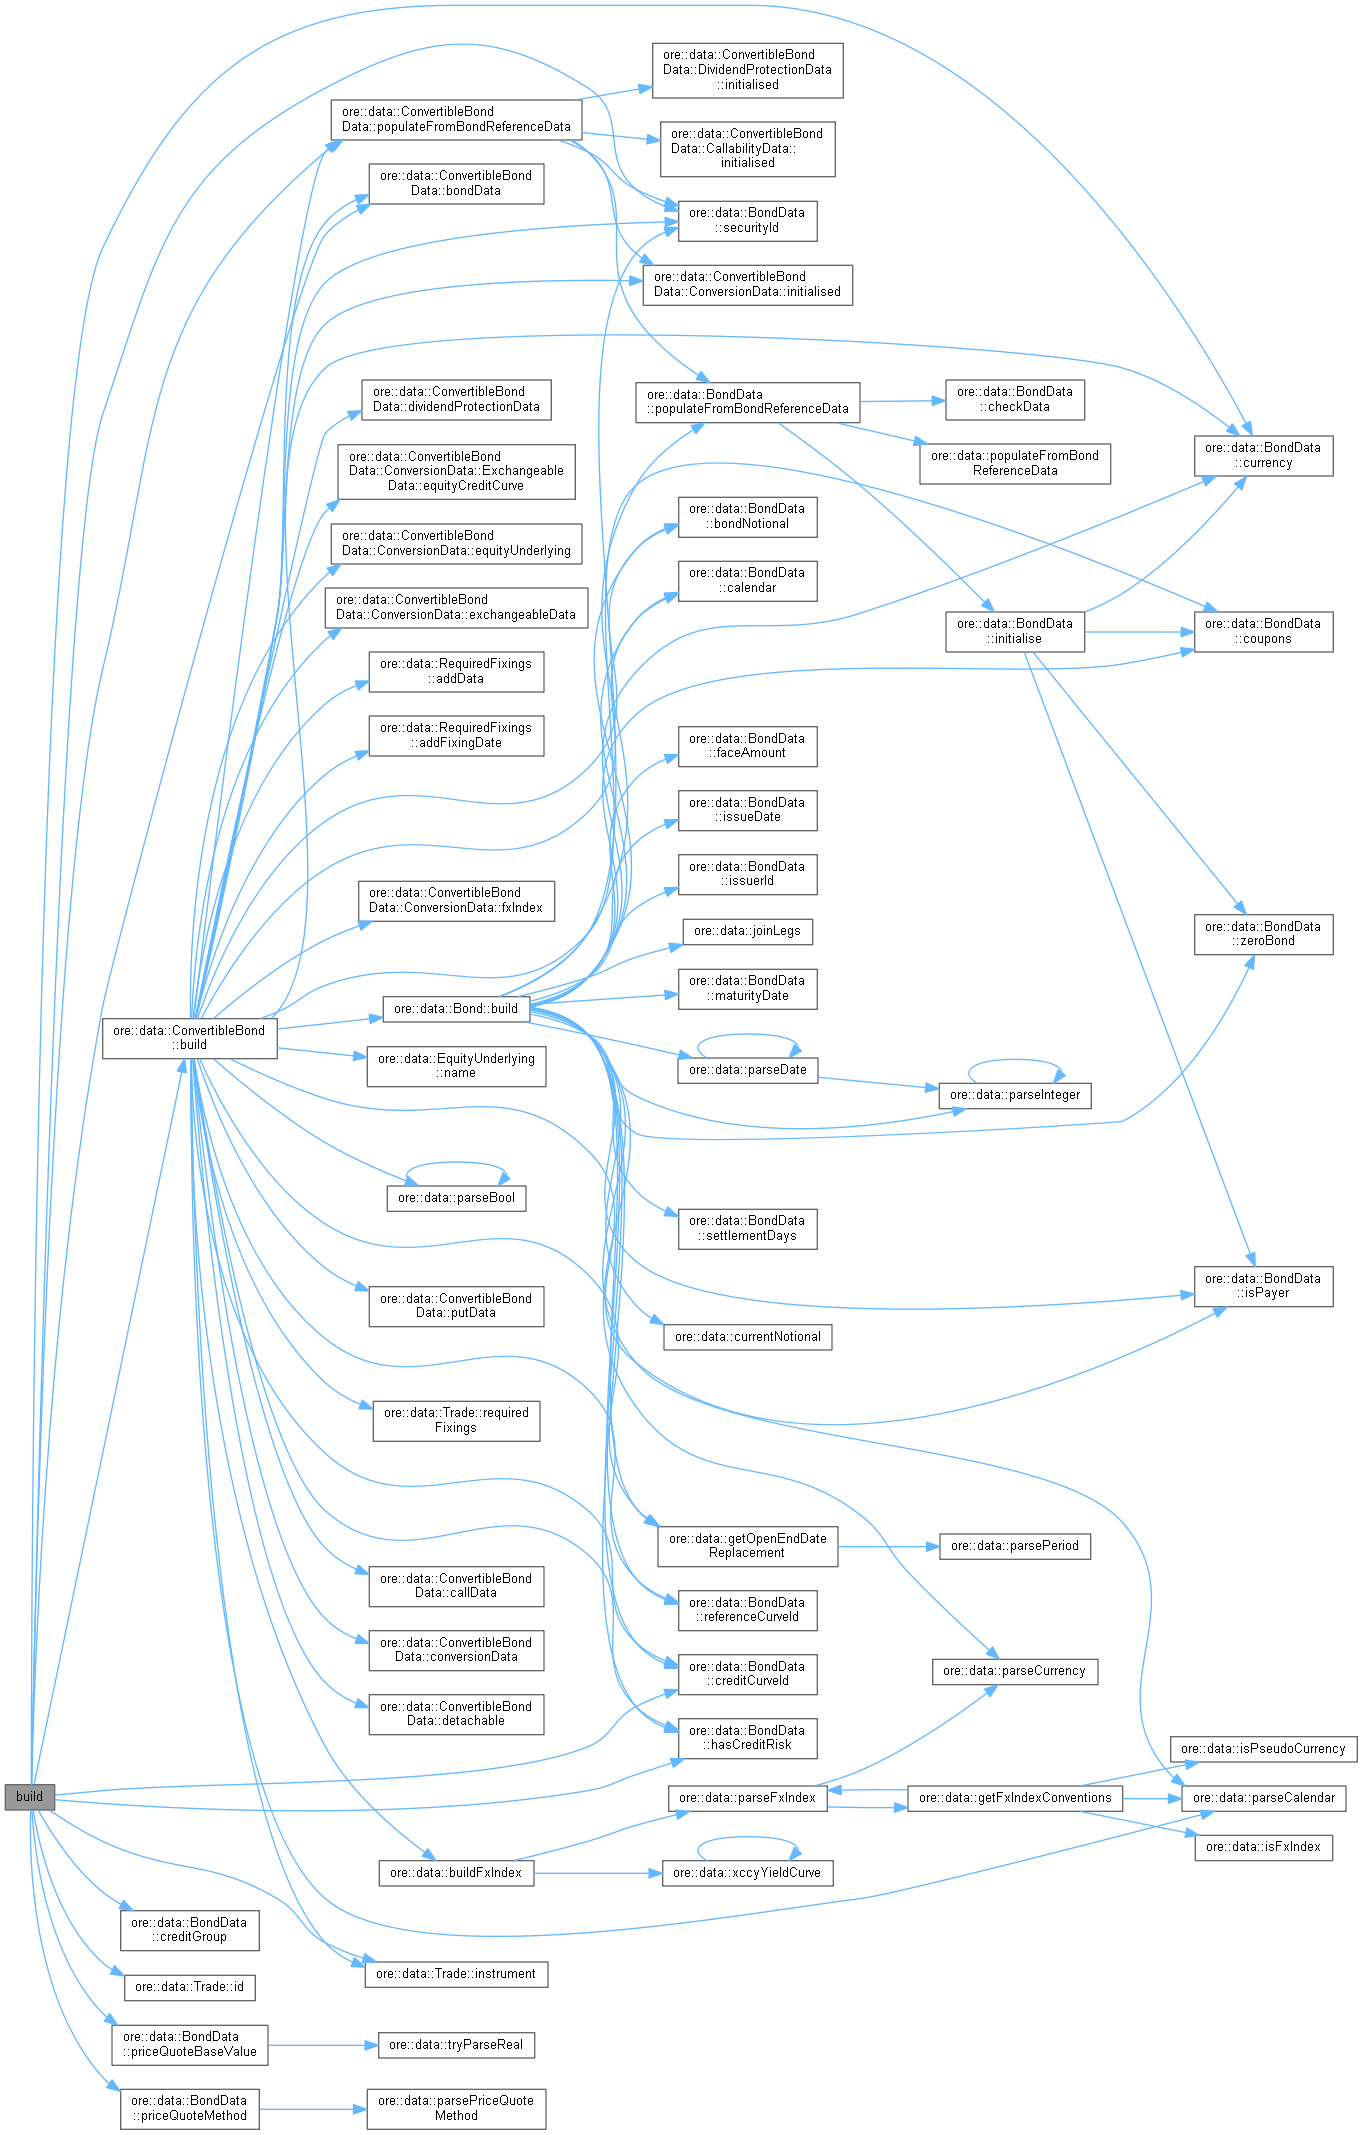 ore::data::ConvertibleBond
Data::DividendProtectionData
::initialised
ore::data::ConvertibleBond
Data::populateFromBondReferenceData
ore::data::ConvertibleBond
Data::CallabilityData::
initialised
ore::data::ConvertibleBond
Data::bondData
ore::data::BondData
::securityId
ore::data::ConvertibleBond
Data::ConversionData::initialised
ore::data::ConvertibleBond
Data::dividendProtectionData
ore::data::BondData
::populateFromBondReferenceData
ore::data::BondData
::checkData
ore::data::populateFromBond
ReferenceData
ore::data::BondData
::currency
ore::data::ConvertibleBond
Data::ConversionData::Exchangeable
Data::equityCreditCurve
ore::data::BondData
::bondNotional
ore::data::ConvertibleBond
Data::ConversionData::equityUnderlying
ore::data::BondData
::calendar
ore::data::ConvertibleBond
Data::ConversionData::exchangeableData
ore::data::BondData
::initialise
ore::data::BondData
::coupons
ore::data::RequiredFixings
::addData
ore::data::RequiredFixings
::addFixingDate
ore::data::BondData
::faceAmount
ore::data::BondData
::issueDate
ore::data::BondData
::issuerId
ore::data::ConvertibleBond
Data::ConversionData::fxIndex
ore::data::joinLegs
ore::data::BondData
::zeroBond
ore::data::BondData
::maturityDate
ore::data::Bond::build
ore::data::ConvertibleBond
::build
ore::data::EquityUnderlying
::name
ore::data::parseDate
ore::data::parseInteger
ore::data::parseBool
ore::data::BondData
::settlementDays
ore::data::BondData
::isPayer
ore::data::ConvertibleBond
Data::putData
ore::data::currentNotional
ore::data::Trade::required
Fixings
ore::data::getOpenEndDate
Replacement
ore::data::parsePeriod
ore::data::ConvertibleBond
Data::callData
ore::data::BondData
::referenceCurveId
ore::data::ConvertibleBond
Data::conversionData
ore::data::BondData
::creditCurveId
ore::data::parseCurrency
ore::data::ConvertibleBond
Data::detachable
ore::data::BondData
::hasCreditRisk
ore::data::isPseudoCurrency
build
ore::data::parseFxIndex
ore::data::getFxIndexConventions
ore::data::parseCalendar
ore::data::isFxIndex
ore::data::buildFxIndex
ore::data::xccyYieldCurve
ore::data::BondData
::creditGroup
ore::data::Trade::instrument
ore::data::Trade::id
ore::data::BondData
::priceQuoteBaseValue
ore::data::tryParseReal
ore::data::BondData
::priceQuoteMethod
ore::data::parsePriceQuote
Method